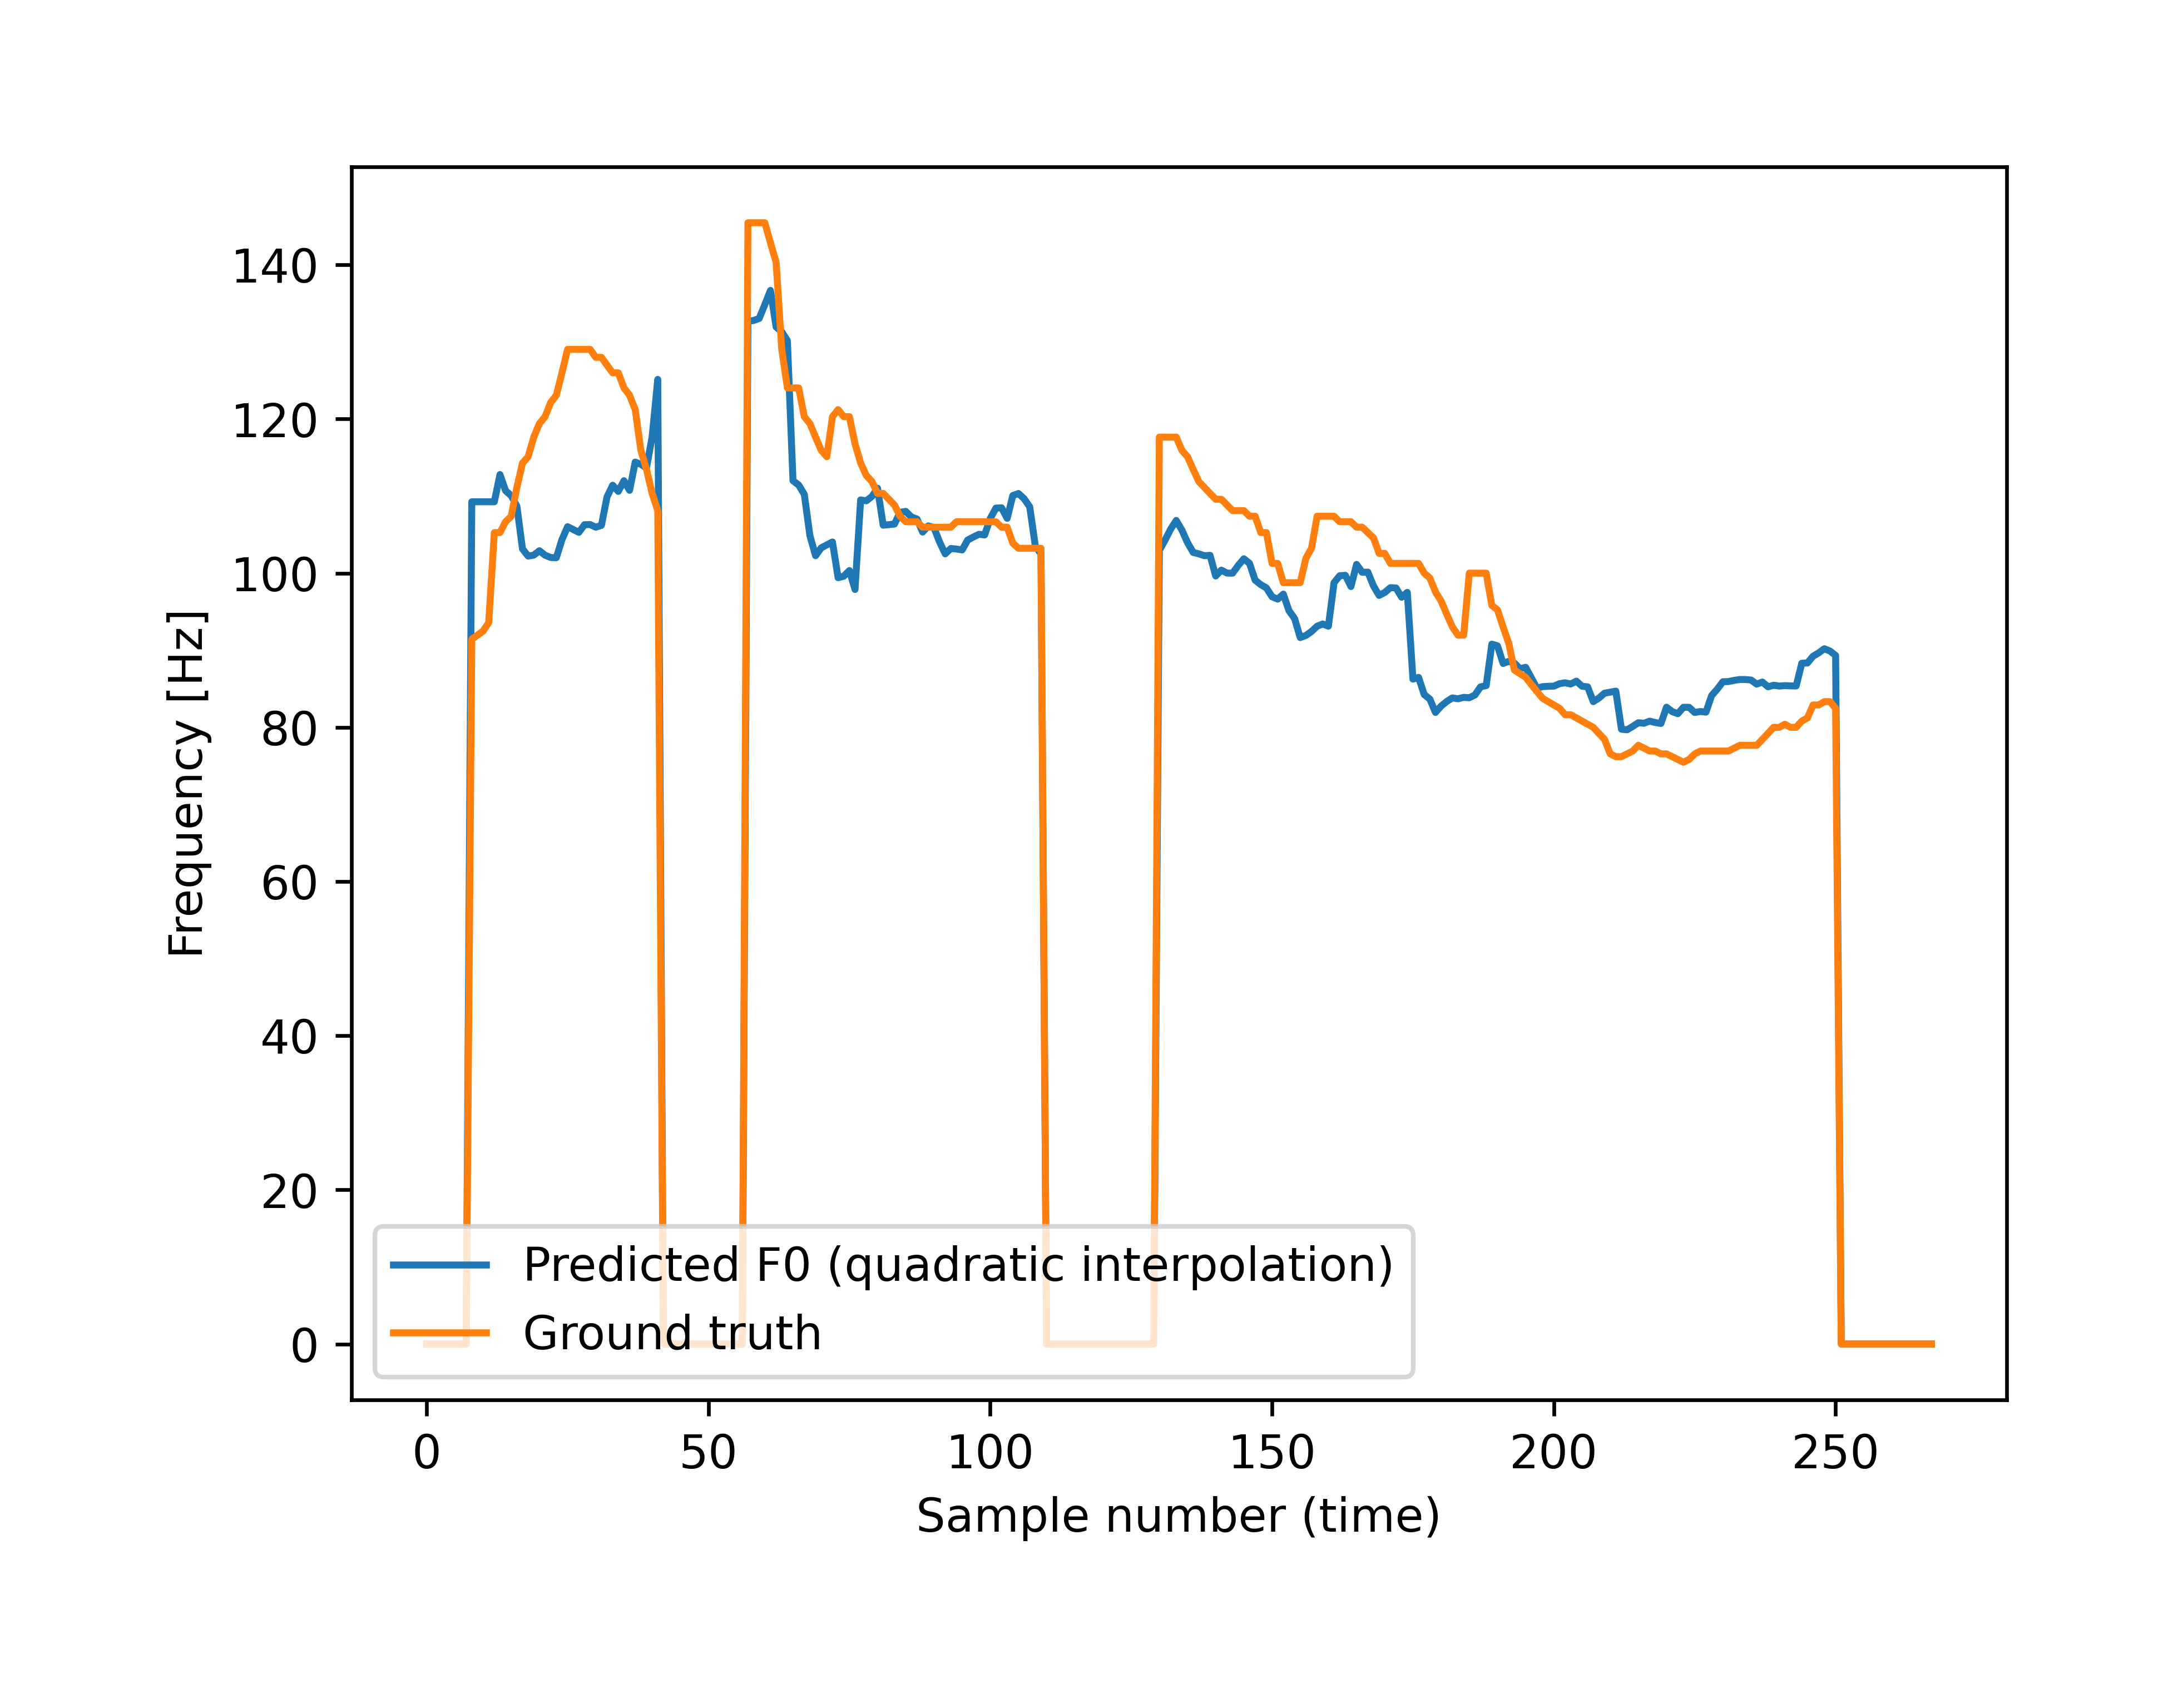 140
120
100
80
60
40
20
0
Frequency [Hz]
Predicted F0 (quadratic interpolation)
Ground truth
0 50 100 150 200 250
Sample number (time)